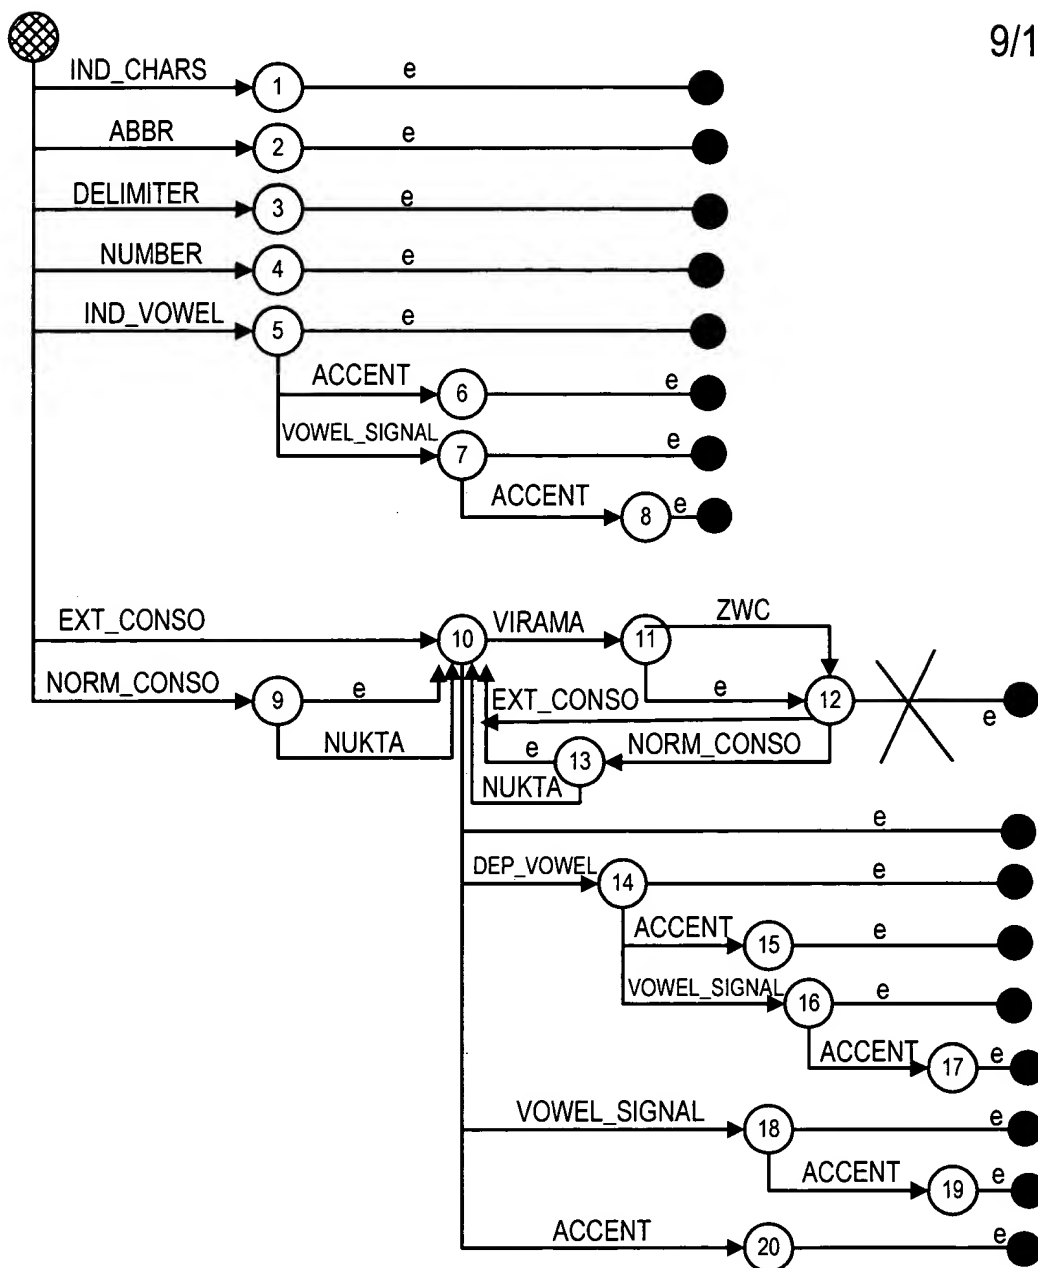 9/1
IND_CHARS 1 e
ABBR 2 e
DELIMITER 3 e
NUMBER 4 e
IND_VOWEL 5 e
ACCENT 6 e
VOWEL_SIGNAL 7 e
ACCENT 8 e
EXT_CONSO 10 VIRAMA 11 ZWC
NORM_CONSO 9 e EXT_CONSO e 12 e
NUKTA e 13 NORM_CONSO
NUKTA
e
DEP_VOWEL 14 e
ACCENT 15 e
VOWEL_SIGNAL 16 e
ACCENT 17 e
VOWEL_SIGNAL 18 e
ACCENT 19 e
ACCENT 20 e